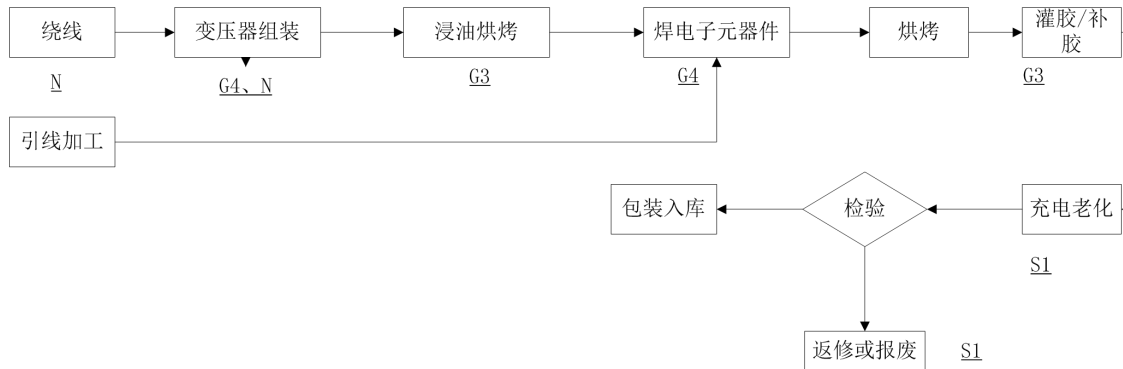 绕线
变压器组装
浸油烘烤
焊电子元器件
烘烤
灌胶/补
胶
N
G4、N
G3
G4
G3
引线加工
包装入库
检验
充电老化
S1
返修或报废
S1